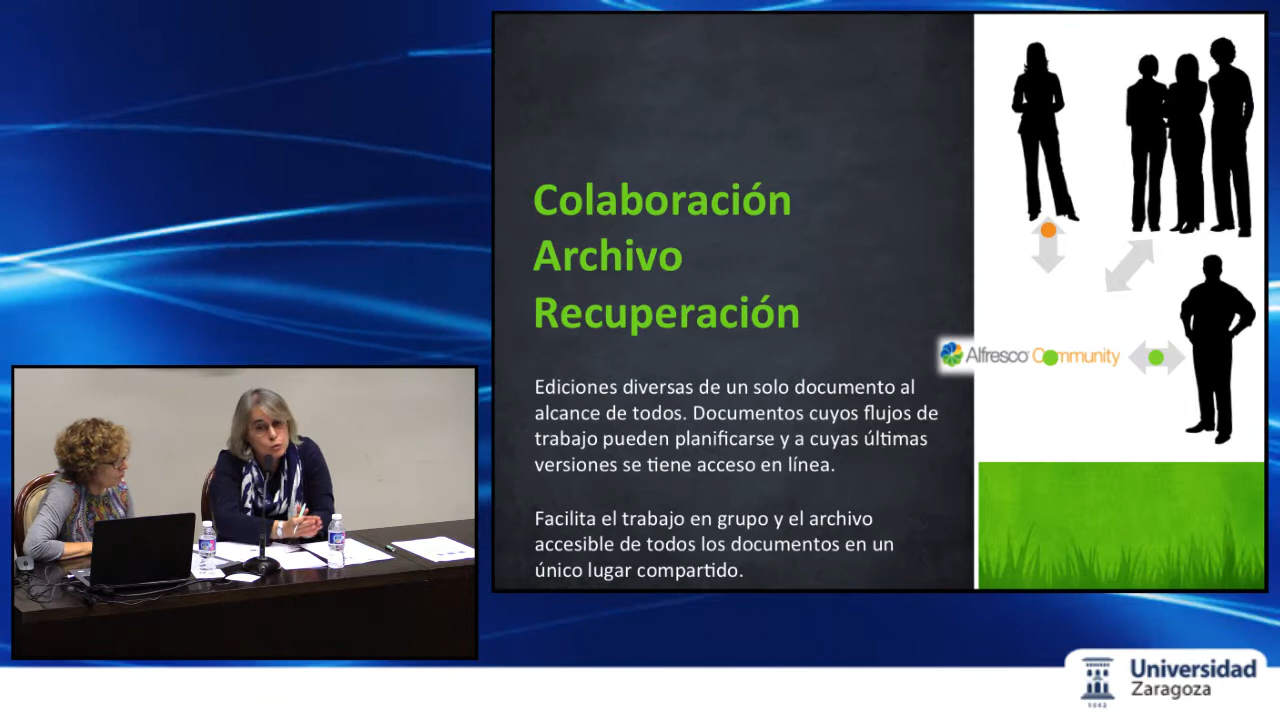 Colaboración
Archivo
Recuperación
Alfresco Community
Ediciones diversas de un solo documento al
alcance de todos. Documentos cuyos flujos de
trabajo pueden planificarse y a cuyas últimas
versiones se tiene acceso en línea.
Facilita el trabajo en grupo y el archivo
accesible de todos los documentos en un
único lugar compartido.
Universidad
Zaragoza
1542